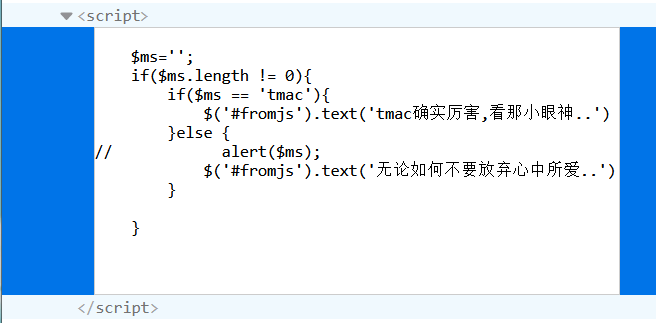 <script>
$ms='';
if($ms.length != 0){
if($ms == 'tmac'){
$('#fromjs').text('tmac确实厉害,看那小眼神..')
}else {
// alert($ms);
$('#fromjs').text('无论如何不要放弃心中所爱..')
}
}
</script>